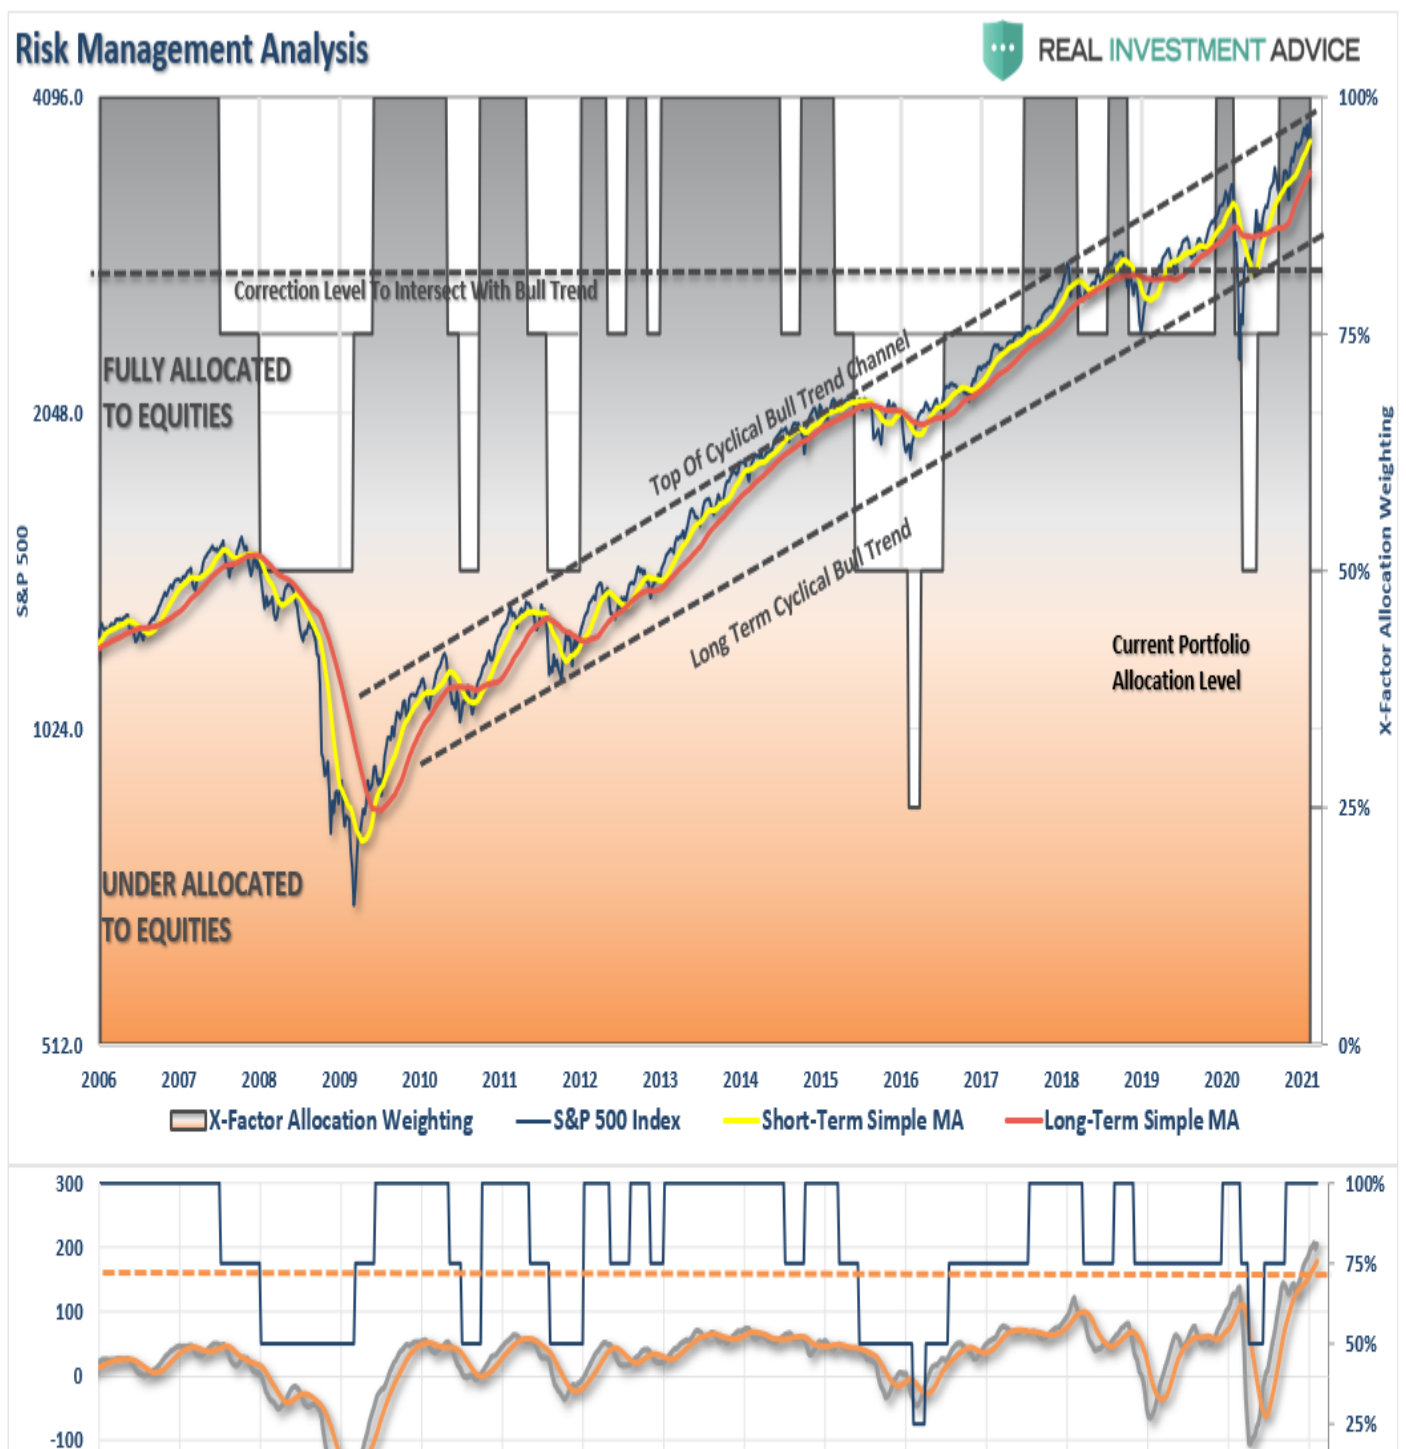 Risk Management Analysis
REAL INVESTMENT ADVICE
4096.0
100%
Correction Level To Intersect With Bull Trend
75%
FULLY ALLOCATED
TO EQUITIES
2048.0
Top Of Cyclical Bull Trend Channel
S&P 500
X-Factor Allocation Weighting
50%
Long Term Cyclical Bull Trend
Current Portfolio
Allocation Level
1024.0
25%
UNDER ALLOCATED
TO EQUITIES
512.0
0%
2006 2007 2008 2009 2010 2011 2012 2013 2014 2015 2016 2017 2018 2019 2020 2021
X-Factor Allocation Weighting S&P 500 Index Short-Term Simple MA Long-Term Simple MA
300
100%
200
75%
100
50%
0
25%
-100